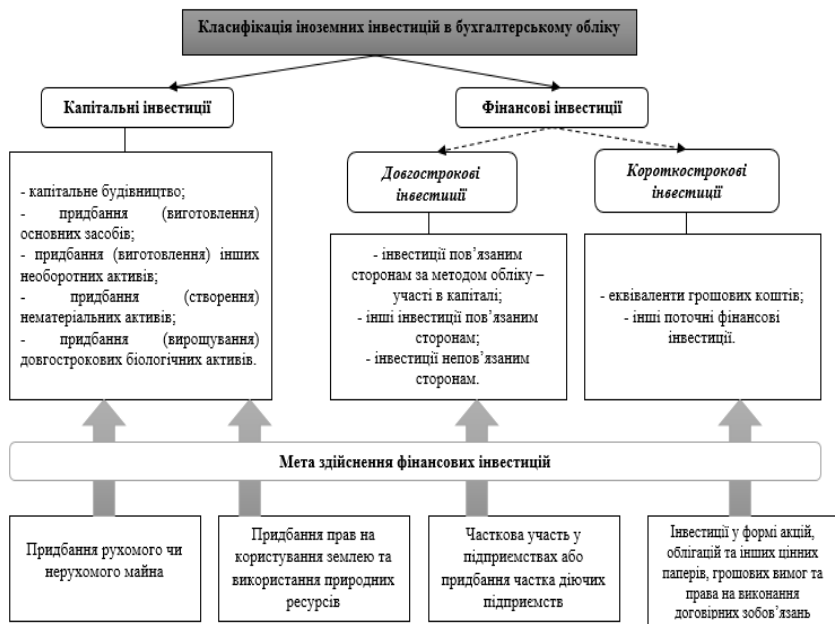 Класифікація іноземних інвестицій в бухгалтерському обліку
Капітальні інвестиції
Фінансові інвестиції
- капітальне будівництво;
- придбання (виготовлення)
основних засобів;
- придбання (виготовлення) інших
необоротних активів;
- придбання (створення)
нематеріальних активів;
- придбання (вирощування)
довгострокових біологічних активів.
Довгострокові
інвестиції
- інвестиції пов’язаним
сторонам за методом обліку –
участі в капіталі;
- інші інвестиції пов’язаним
сторонам;
- інвестиції непов’язаним
сторонам.
Короткострокові
інвестиції
- еквіваленти грошових коштів;
- інші поточні фінансові
інвестиції.
Мета здійснення фінансових інвестицій
Придбання рухомого чи
нерухомого майна
Придбання прав на
користування землею та
використання природних
ресурсів
Часткова участь у
підприємствах або
придбання частка діючих
підприємств
Інвестиції у формі акцій,
облігацій та інших цінних
паперів, грошових вимог та
права на виконання
договірних зобов’язань